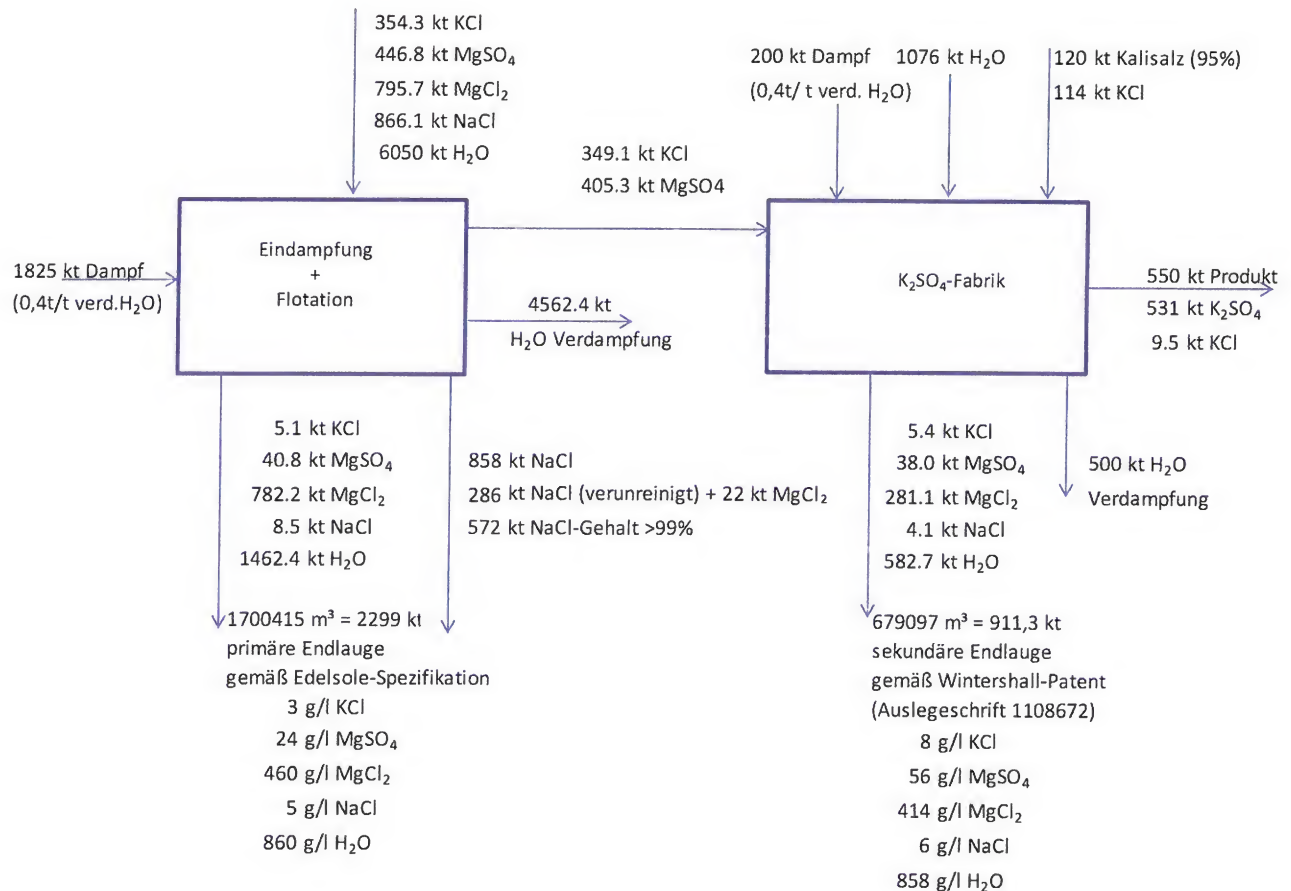 354.3 kt KCl
446.8 kt MgSO₄
795.7 kt MgCl₂
866.1 kt NaCl
6050 kt H₂O
200 kt Dampf
(0,4t/ t verd. H₂O)
1076 kt H₂O
120 kt Kalisalz (95%)
114 kt KCl
349.1 kt KCl
405.3 kt MgSO4
1825 kt Dampf
(0,4t/t verd.H₂O)
Eindampfung
+
Flotation
4562.4 kt
H₂O Verdampfung
K₂SO₄-Fabrik
550 kt Produkt
531 kt K₂SO₄
9.5 kt KCl
5.1 kt KCl
40.8 kt MgSO₄
782.2 kt MgCl₂
8.5 kt NaCl
1462.4 kt H₂O
858 kt NaCl
286 kt NaCl (verunreinigt) + 22 kt MgCl₂
572 kt NaCl-Gehalt >99%
5.4 kt KCl
38.0 kt MgSO₄
281.1 kt MgCl₂
4.1 kt NaCl
582.7 kt H₂O
500 kt H₂O
Verdampfung
1700415 m³ = 2299 kt
primäre Endlauge
gemäß Edelsole-Spezifikation
3 g/l KCl
24 g/l MgSO₄
460 g/l MgCl₂
5 g/l NaCl
860 g/l H₂O
679097 m³ = 911,3 kt
sekundäre Endlauge
gemäß Wintershall-Patent
(Auslegeschrift 1108672)
8 g/l KCl
56 g/l MgSO₄
414 g/l MgCl₂
6 g/l NaCl
858 g/l H₂O